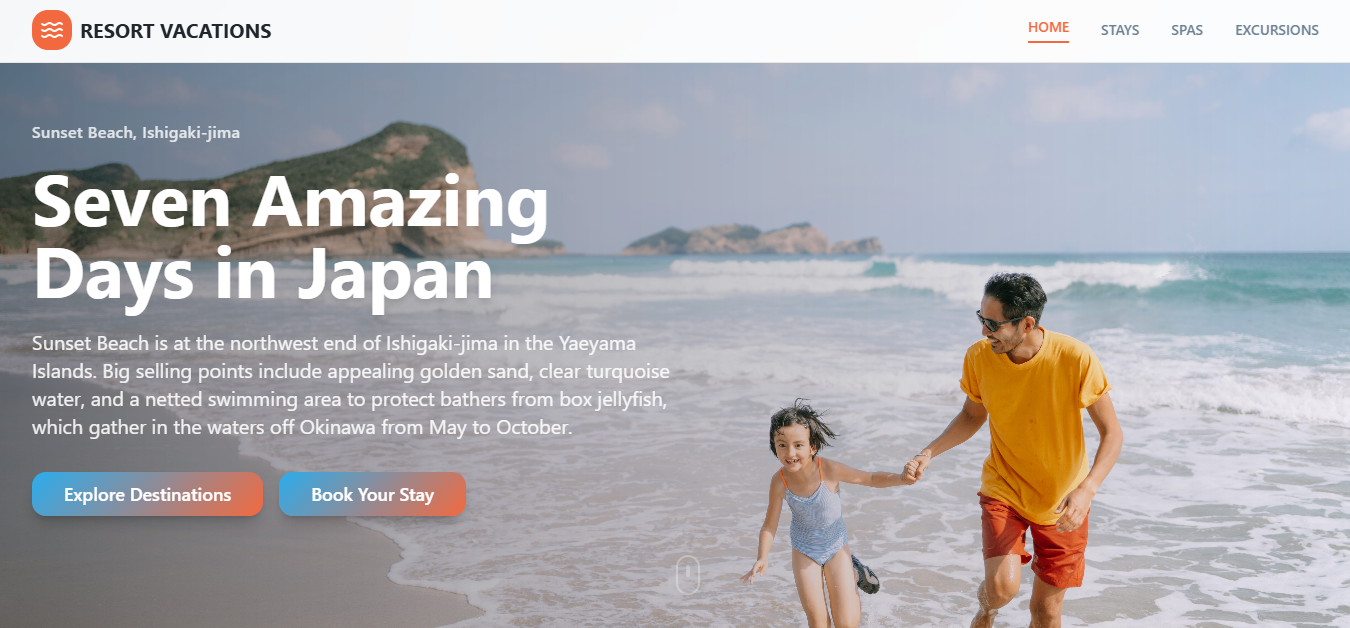 RESORT VACATIONS
HOME STAYS SPAS EXCURSIONS
Sunset Beach, Ishigaki-jima
Seven Amazing
Days in Japan
Sunset Beach is at the northwest end of Ishigaki-jima in the Yaeyama
Islands. Big selling points include appealing golden sand, clear turquoise
water, and a netted swimming area to protect bathers from box jellyfish,
which gather in the waters off Okinawa from May to October.
Explore Destinations
Book Your Stay